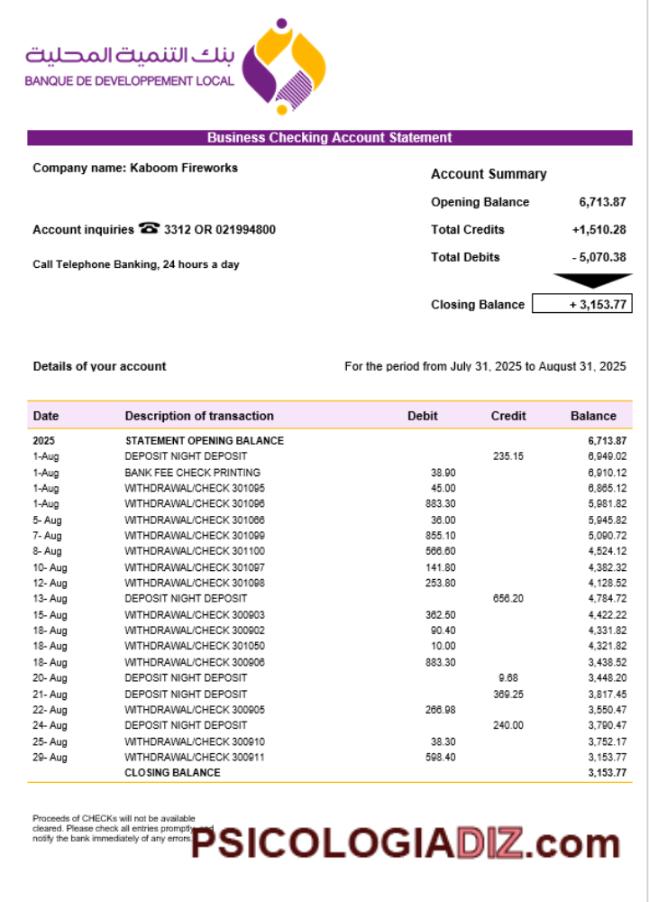 بنك التنمية المحلية
BANQUE DE DEVELOPPEMENT LOCAL
Business Checking Account Statement
Company name: Kaboom Fireworks
Account inquiries ☎ 3312 OR 021994800
Call Telephone Banking, 24 hours a day
Account Summary
Opening Balance 6,713.87
Total Credits +1,510.28
Total Debits - 5,070.38
Closing Balance + 3,153.77
Details of your account For the period from July 31, 2025 to August 31, 2025
Date Description of transaction Debit Credit Balance
2025 STATEMENT OPENING BALANCE 6,713.87
1-Aug DEPOSIT NIGHT DEPOSIT 235.15 6,949.02
1-Aug BANK FEE CHECK PRINTING 38.90 6,910.12
1-Aug WITHDRAWAL/CHECK 301095 45.00 6,865.12
1-Aug WITHDRAWAL/CHECK 301096 883.30 5,981.82
5- Aug WITHDRAWAL/CHECK 301066 36.00 5,945.82
7- Aug WITHDRAWAL/CHECK 301099 855.10 5,090.72
8- Aug WITHDRAWAL/CHECK 301100 566.60 4,524.12
10- Aug WITHDRAWAL/CHECK 301097 141.80 4,382.32
12- Aug WITHDRAWAL/CHECK 301098 253.80 4,128.52
13- Aug DEPOSIT NIGHT DEPOSIT 656.20 4,784.72
15- Aug WITHDRAWAL/CHECK 300903 362.50 4,422.22
18- Aug WITHDRAWAL/CHECK 300902 90.40 4,331.82
18- Aug WITHDRAWAL/CHECK 301050 10.00 4,321.82
18- Aug WITHDRAWAL/CHECK 300906 883.30 3,438.52
20- Aug DEPOSIT NIGHT DEPOSIT 9.68 3,448.20
21- Aug DEPOSIT NIGHT DEPOSIT 369.25 3,817.45
22- Aug WITHDRAWAL/CHECK 300905 266.98 3,550.47
24- Aug DEPOSIT NIGHT DEPOSIT 240.00 3,790.47
25- Aug WITHDRAWAL/CHECK 300910 38.30 3,752.17
29- Aug WITHDRAWAL/CHECK 300911 598.40 3,153.77
CLOSING BALANCE 3,153.77
Proceeds of CHECKs will not be available
cleared. Please check all entries promptly and
notify the bank immediately of any errors.
PSICOLOGIADIZ.com